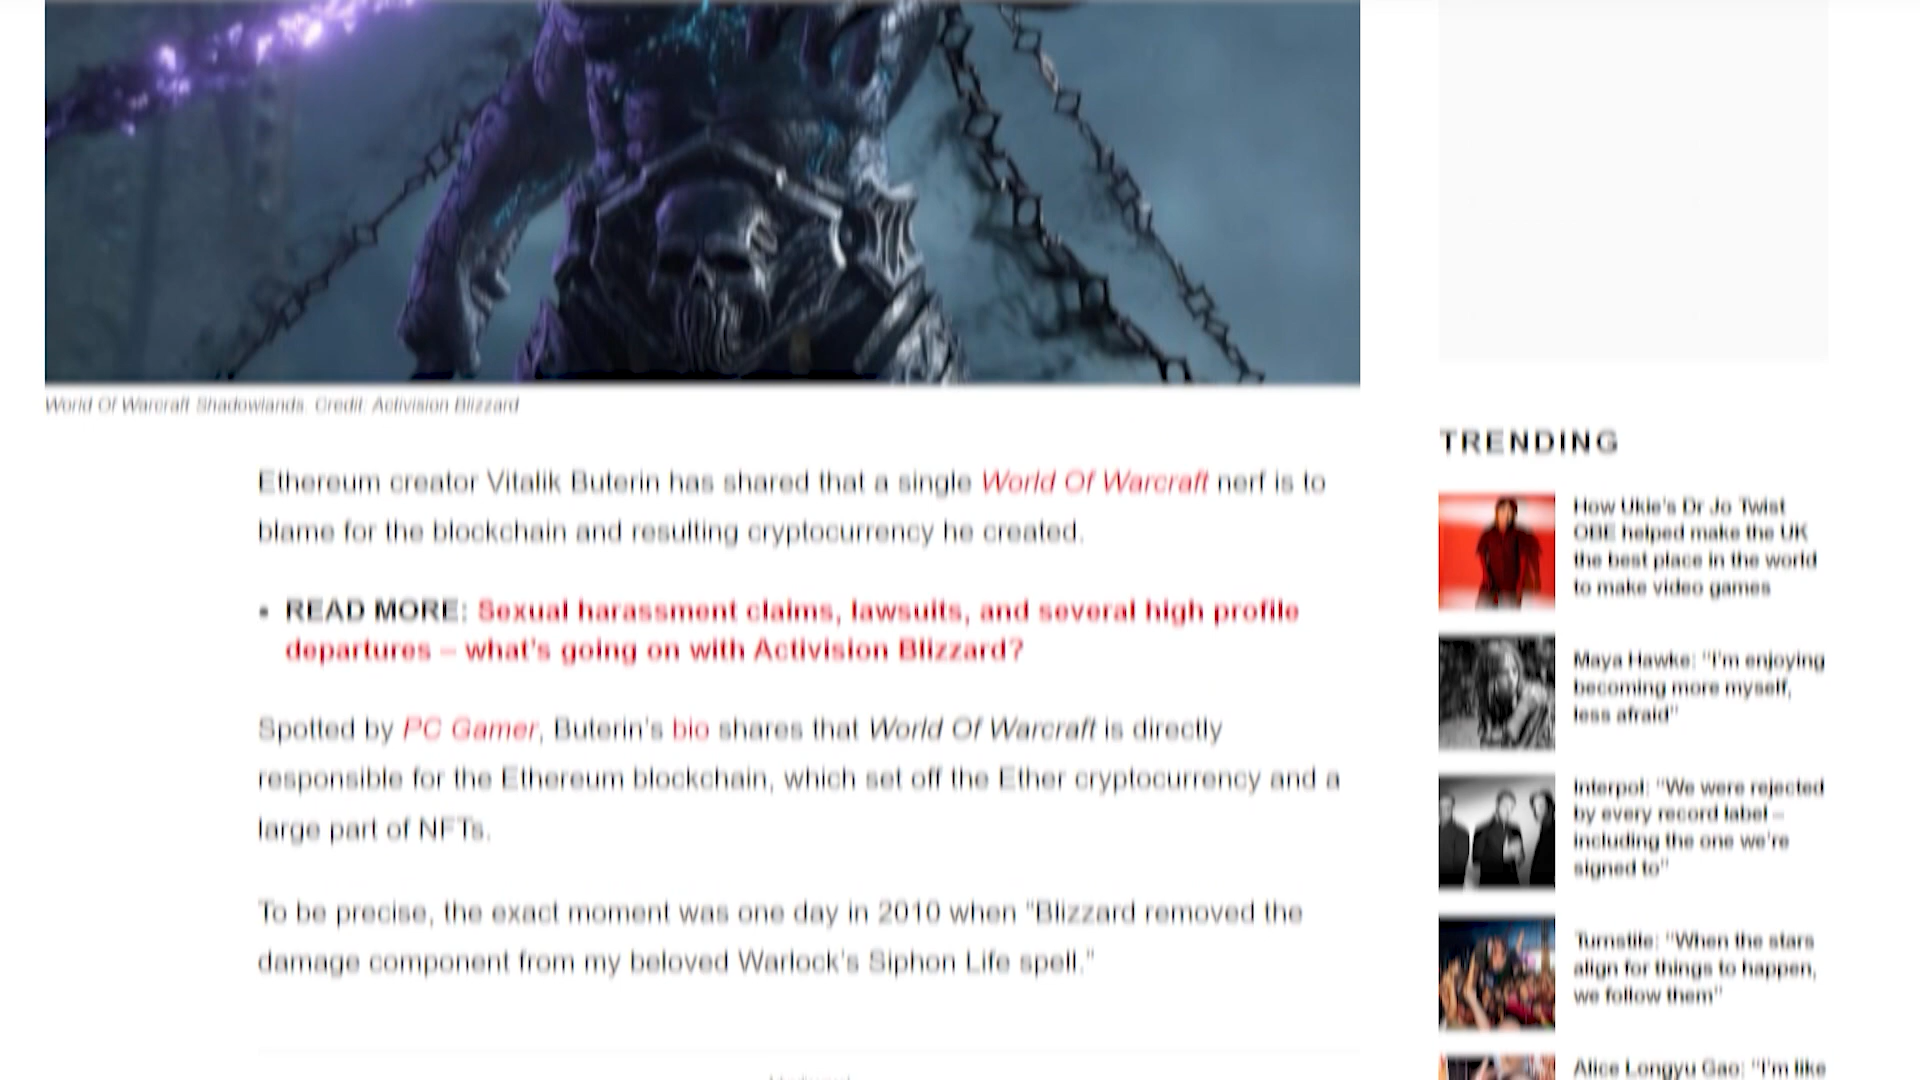 World Of Warcraft Shadowlands. Credit: Activision Blizzard
Ethereum creator Vitalik Buterin has shared that a single World Of Warcraft nerf is to
blame for the blockchain and resulting cryptocurrency he created.
• READ MORE: Sexual harassment claims, lawsuits, and several high profile
departures – what's going on with Activision Blizzard?
Spotted by PC Gamer, Buterin's bio shares that World Of Warcraft is directly
responsible for the Ethereum blockchain, which set off the Ether cryptocurrency and a
large part of NFTs.
To be precise, the exact moment was one day in 2010 when "Blizzard removed the
damage component from my beloved Warlock's Siphon Life spell."
TRENDING
How Ukie's Dr Jo Twist
OBE helped make the UK
the best place in the world
to make video games
Maya Hawke: "I'm enjoying
becoming more myself,
less afraid"
Interpol: "We were rejected
by every record label –
including the one we're
signed to"
Turnstile: "When the stars
align for things to happen,
we follow them"
Alice Longyu Gao: "I'm like